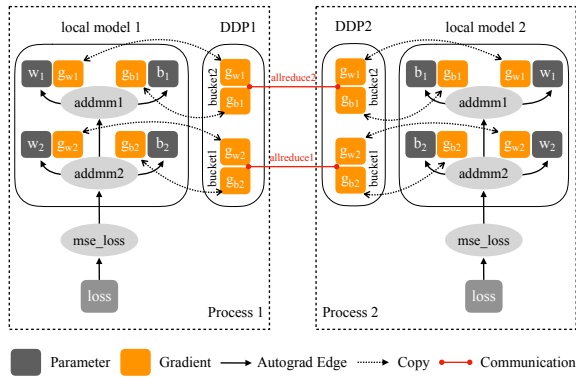 local model 1
DDP1
DDP2
local model 2
w1 gw1 gb1 b1
addmm1
w2 gw2 gb2 b2
addmm2
mse_loss
loss
bucket2
gw1
gb1
bucket1
gw2
gb2
Process 1
allreduce2
allreduce1
gw1
gb1
bucket2
gw2
gb2
bucket1
b1 gb1 gw1 w1
addmm1
b2 gb2 gw2 w2
addmm2
mse_loss
loss
Process 2
Parameter Gradient Autograd Edge Copy Communication